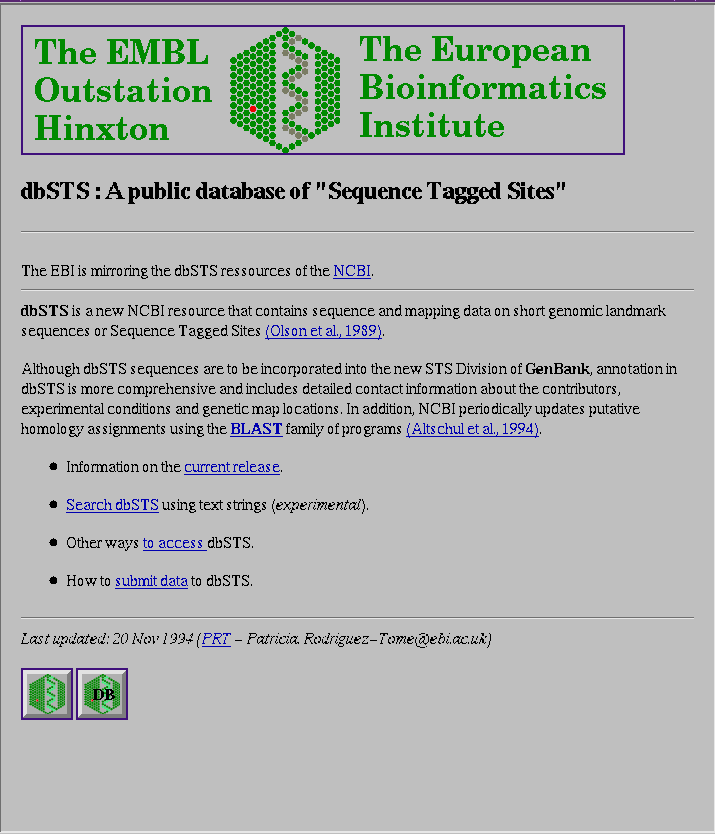 The EMBL
Outstation
Hinxton
The European
Bioinformatics
Institute
dbSTS : A public database of "Sequence Tagged Sites"
The EBI is mirroring the dbSTS ressources of the NCBI.
dbSTS is a new NCBI resource that contains sequence and mapping data on short genomic landmark
sequences or Sequence Tagged Sites (Olson et al., 1989).
Although dbSTS sequences are to be incorporated into the new STS Division of GenBank, annotation in
dbSTS is more comprehensive and includes detailed contact information about the contributors,
experimental conditions and genetic map locations. In addition, NCBI periodically updates putative
homology assignments using the BLAST family of programs (Altschul et al., 1994).
● Information on the current release.
● Search dbSTS using text strings (experimental).
● Other ways to access dbSTS.
● How to submit data to dbSTS.
Last updated: 20 Nov 1994 (PRT - Patricia. Rodriguez-Tome@ebi.ac.uk)
DB